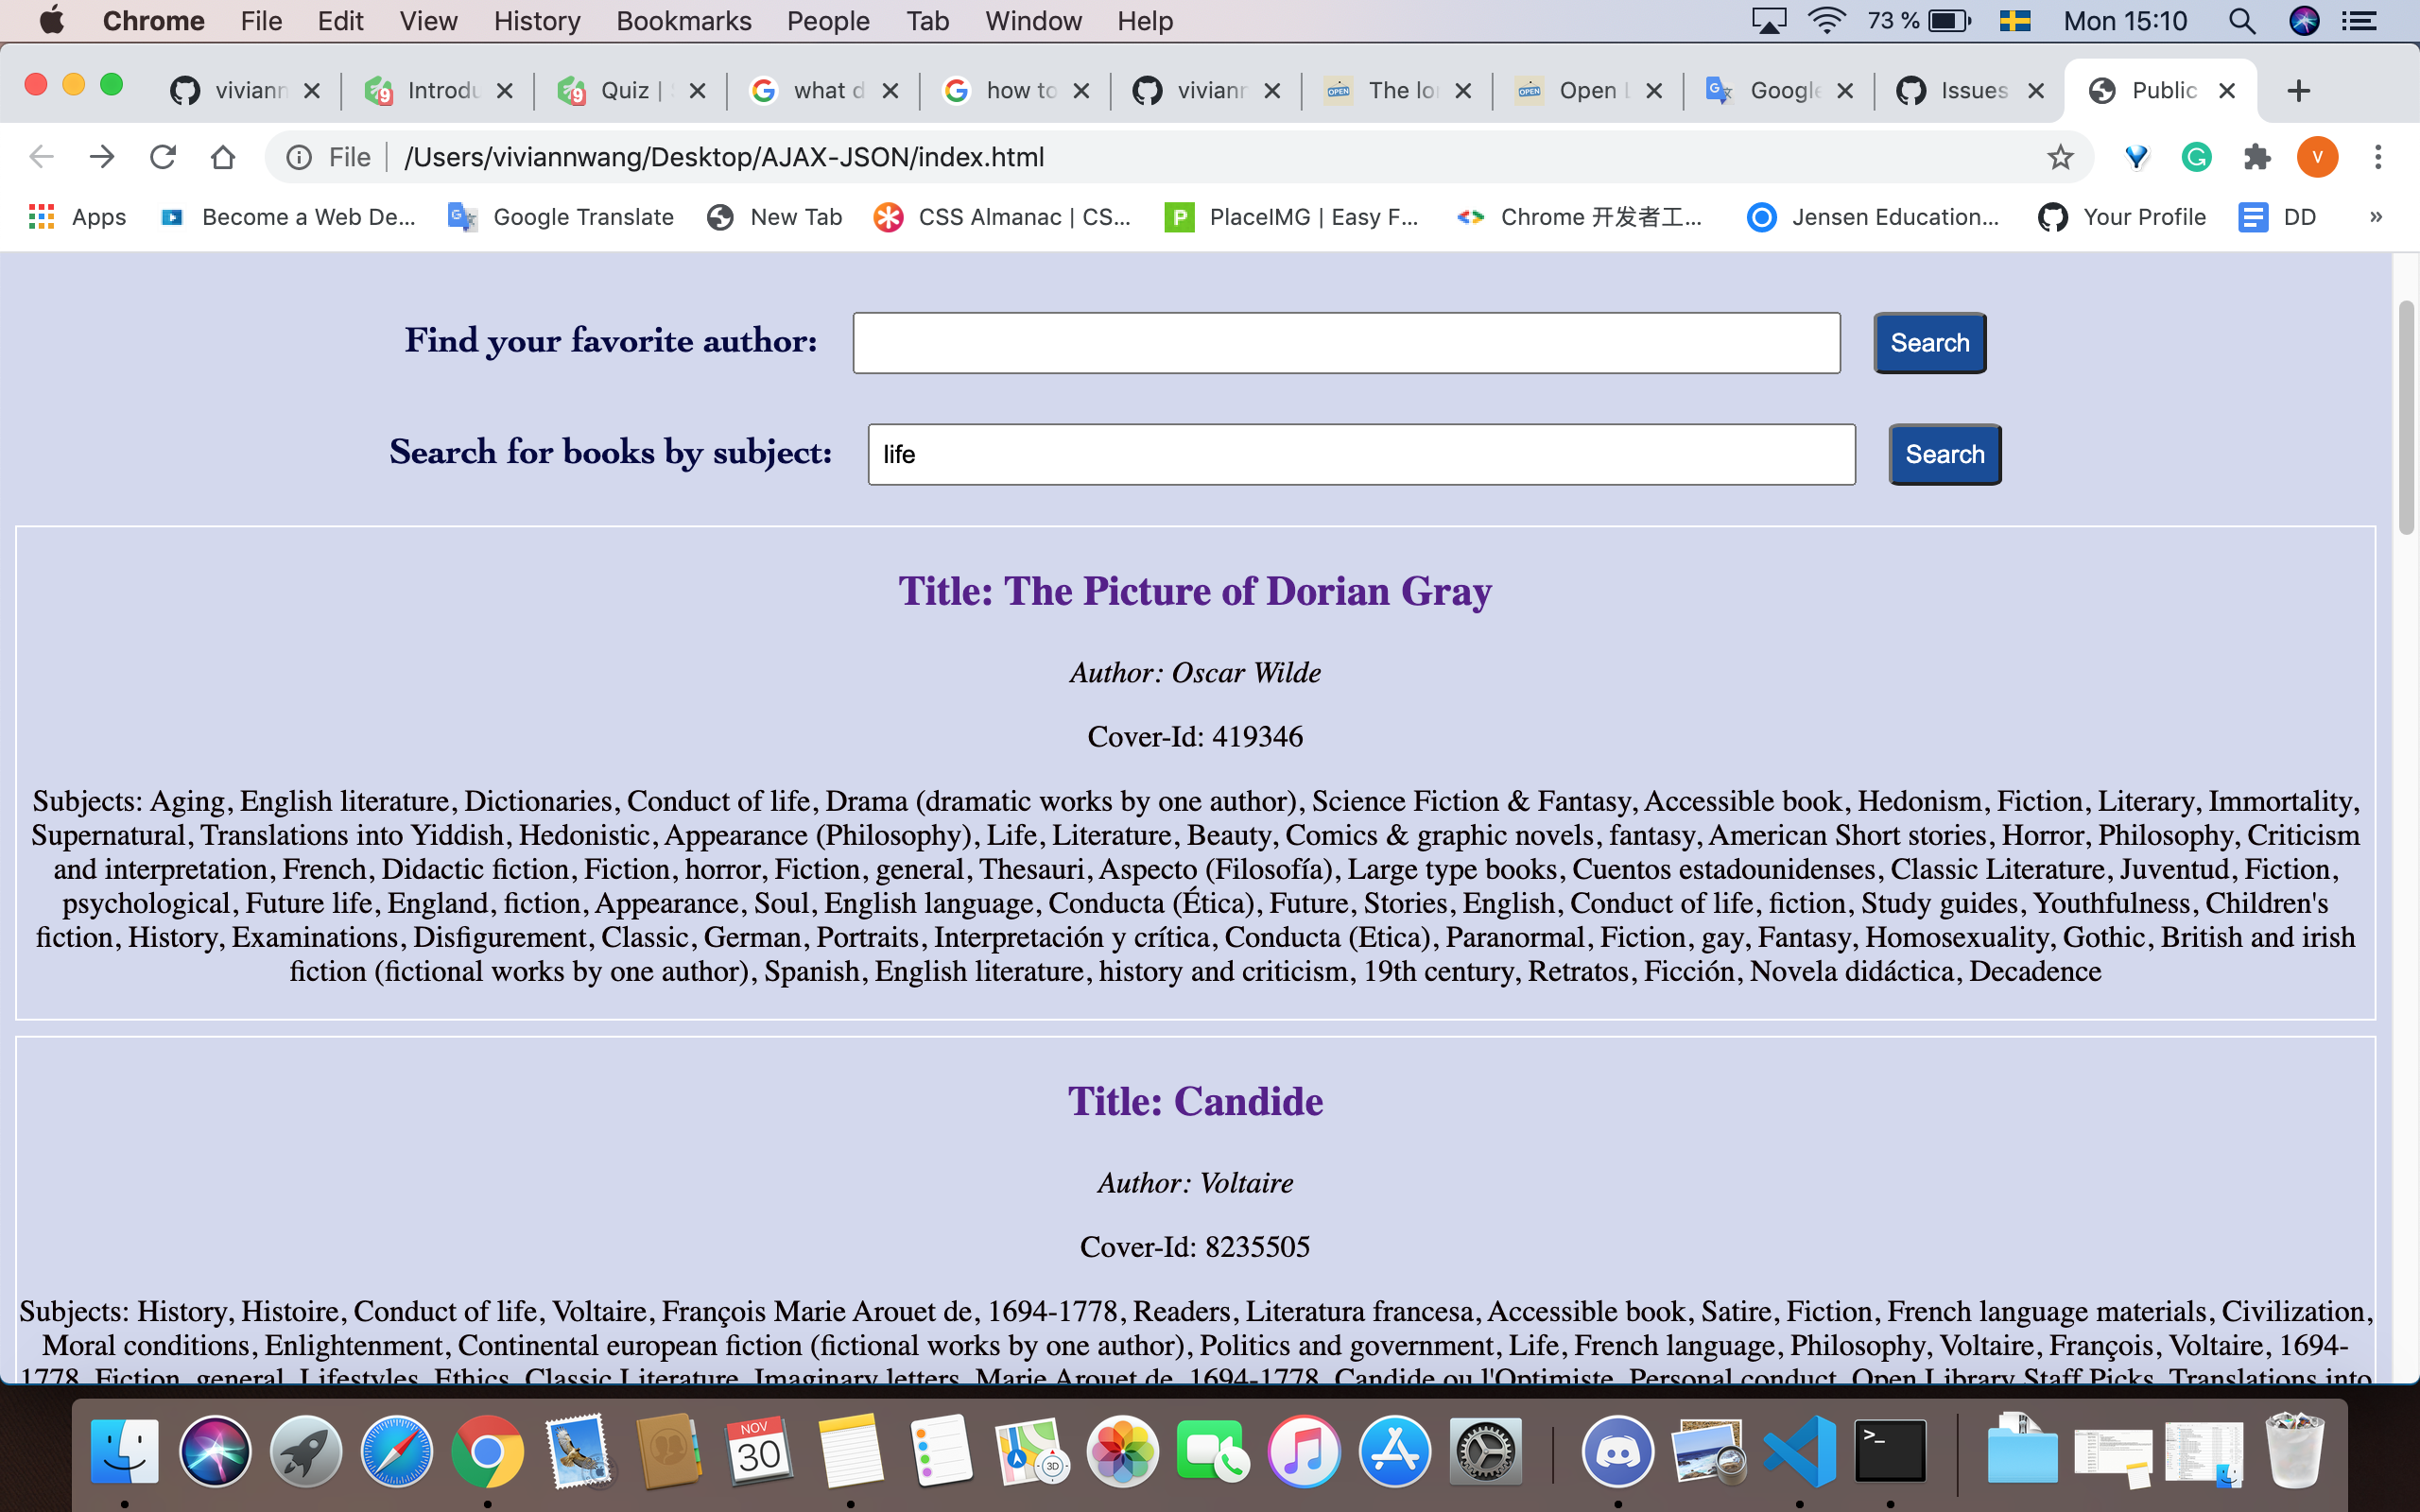 Chrome File Edit View History Bookmarks People Tab Window Help 73 % Mon 15:10
viviann Introdu Quiz | what d how to viviann The lo Open L Google Issues Public
File /Users/viviannwang/Desktop/AJAX-JSON/index.html V
Apps Become a Web De... Google Translate New Tab CSS Almanac | CS... PlaceIMG | Easy F... Chrome 开发者工... Jensen Education... Your Profile DD »
Find your favorite author: Search
Search for books by subject: life Search
Title: The Picture of Dorian Gray
Author: Oscar Wilde
Cover-Id: 419346
Subjects: Aging, English literature, Dictionaries, Conduct of life, Drama (dramatic works by one author), Science Fiction & Fantasy, Accessible book, Hedonism, Fiction, Literary, Immortality,
Supernatural, Translations into Yiddish, Hedonistic, Appearance (Philosophy), Life, Literature, Beauty, Comics & graphic novels, fantasy, American Short stories, Horror, Philosophy, Criticism
and interpretation, French, Didactic fiction, Fiction, horror, Fiction, general, Thesauri, Aspecto (Filosofía), Large type books, Cuentos estadounidenses, Classic Literature, Juventud, Fiction,
psychological, Future life, England, fiction, Appearance, Soul, English language, Conducta (Ética), Future, Stories, English, Conduct of life, fiction, Study guides, Youthfulness, Children's
fiction, History, Examinations, Disfigurement, Classic, German, Portraits, Interpretación y crítica, Conducta (Etica), Paranormal, Fiction, gay, Fantasy, Homosexuality, Gothic, British and irish
fiction (fictional works by one author), Spanish, English literature, history and criticism, 19th century, Retratos, Ficción, Novela didáctica, Decadence
Title: Candide
Author: Voltaire
Cover-Id: 8235505
Subjects: History, Histoire, Conduct of life, Voltaire, François Marie Arouet de, 1694-1778, Readers, Literatura francesa, Accessible book, Satire, Fiction, French language materials, Civilization,
Moral conditions, Enlightenment, Continental european fiction (fictional works by one author), Politics and government, Life, French language, Philosophy, Voltaire, François, Voltaire, 1694-
1778, Fiction, general, Lifestyles, Ethics, Classic Literature, Imaginary letters, Marie Arouet de, 1694-1778, Candide ou l'Optimiste, Personal conduct, Open Library Staff Picks, Translations into
NOV
30
3D